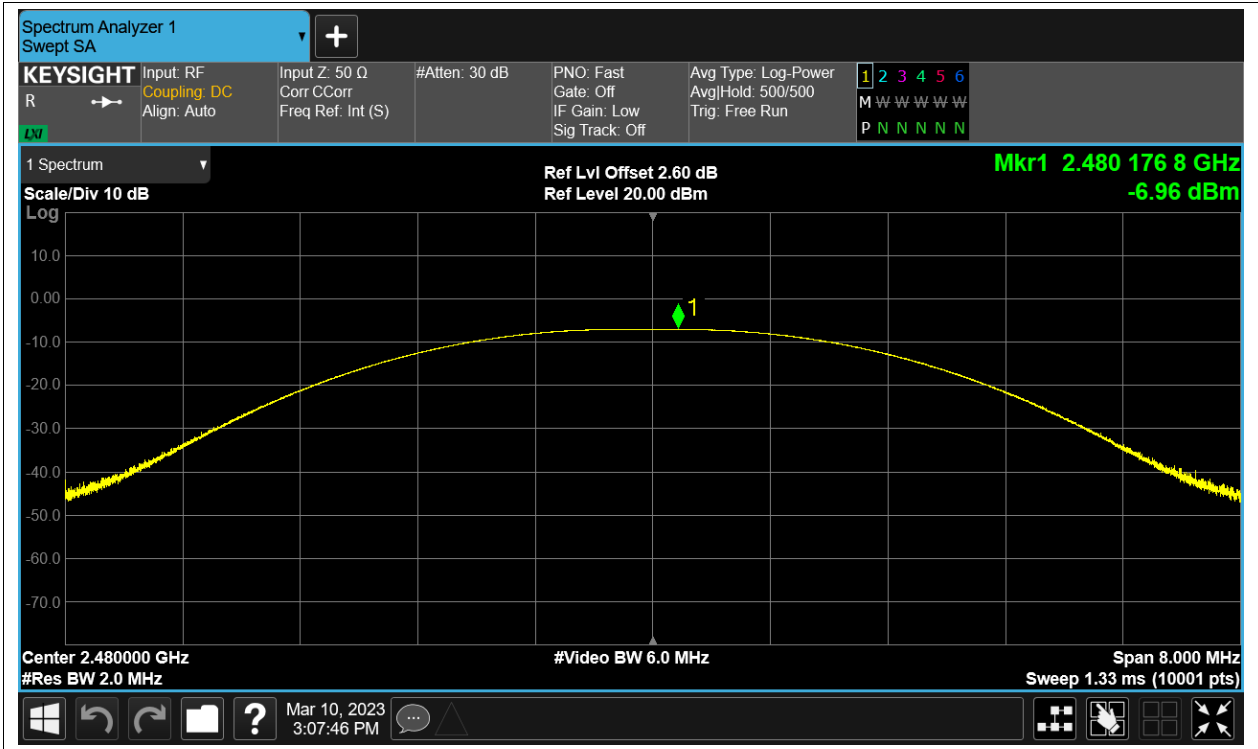 Spectrum Analyzer 1
Swept SA
KEYSIGHT
R
LXI
Input: RF
Coupling: DC
Align: Auto
Input Z: 50 Ω
Corr CCorr
Freq Ref: Int (S)
#Atten: 30 dB
PNO: Fast
Gate: Off
IF Gain: Low
Sig Track: Off
Avg Type: Log-Power
Avg|Hold: 500/500
Trig: Free Run
1 2 3 4 5 6
M W W W W W
P N N N N N
1 Spectrum
Scale/Div 10 dB
Log
Ref Lvl Offset 2.60 dB
Ref Level 20.00 dBm
Mkr1 2.480 176 8 GHz
-6.96 dBm
10.0
0.00
-10.0
-20.0
-30.0
-40.0
-50.0
-60.0
-70.0
1
Center 2.480000 GHz
#Res BW 2.0 MHz
#Video BW 6.0 MHz
Span 8.000 MHz
Sweep 1.33 ms (10001 pts)
?
Mar 10, 2023
3:07:46 PM